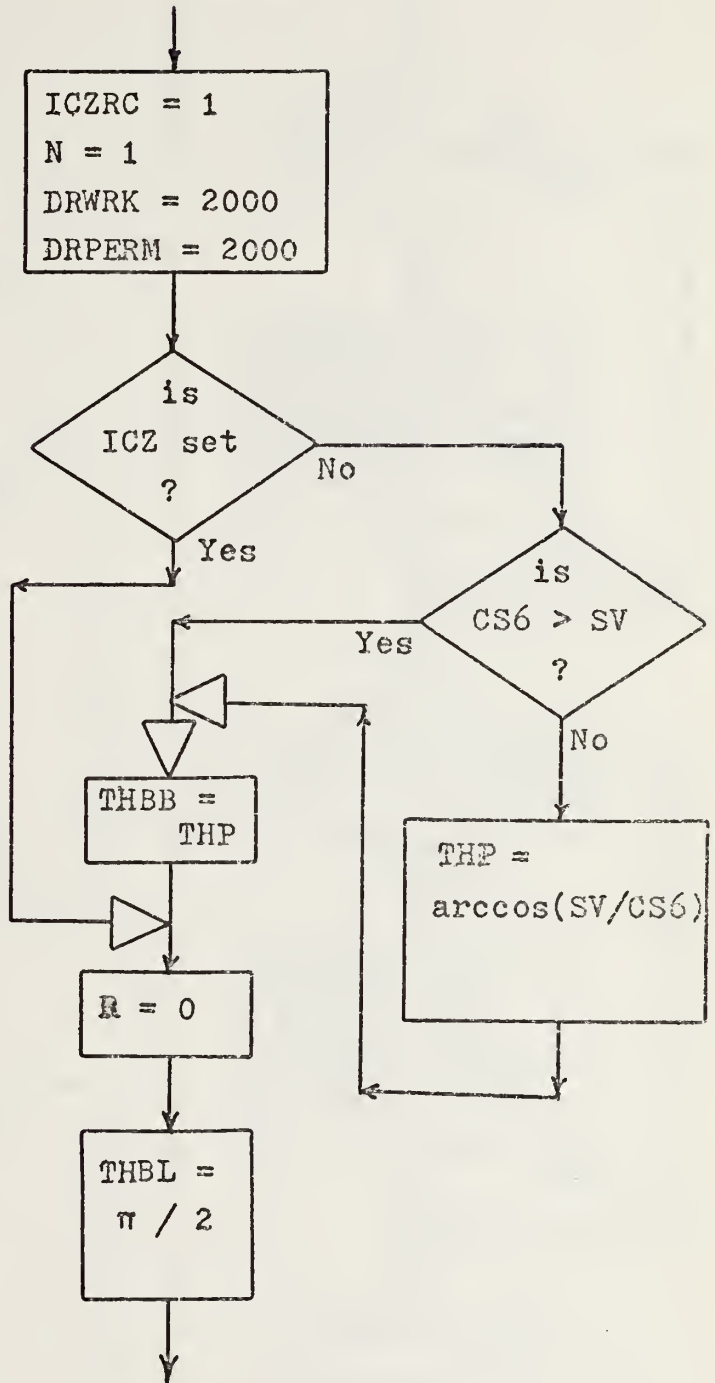 ICZRC = 1
N = 1
DRWRK = 2000
DRPERM = 2000
is
ICZ set
?
No
Yes
is
CS6 > SV
?
Yes
No
THBB =
THP
THP =
arccos(SV/CS6)
R = 0
THBL =
π / 2